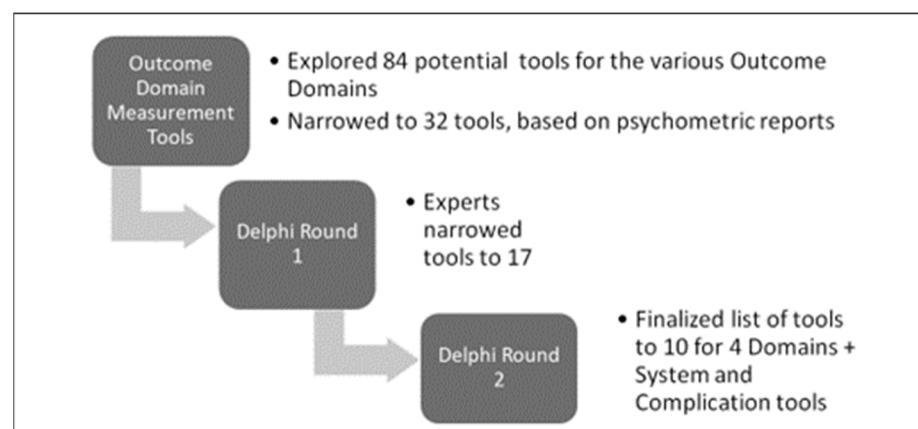 Outcome
Domain
Measurement
Tools
• Explored 84 potential tools for the various Outcome
Domains
• Narrowed to 32 tools, based on psychometric reports
Delphi Round
1
• Experts
narrowed
tools to 17
Delphi Round
2
• Finalized list of tools
to 10 for 4 Domains +
System and
Complication tools